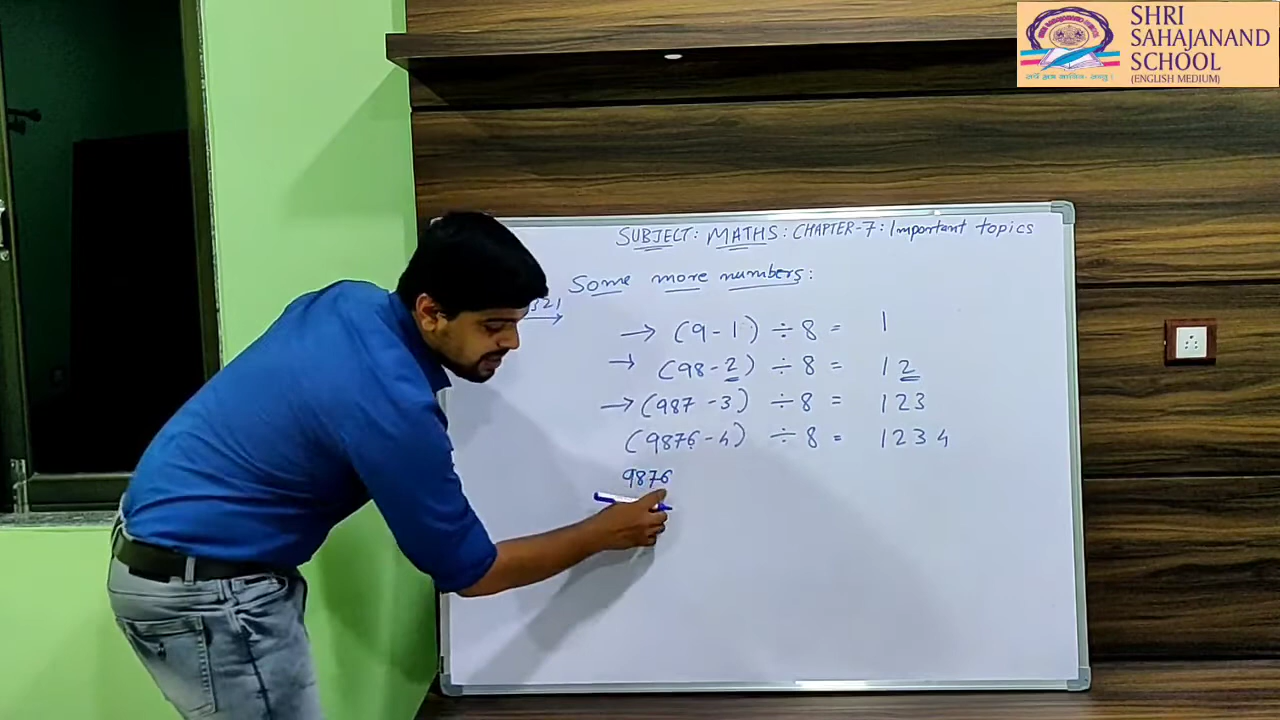 SHRI
SAHAJANAND
SCHOOL
(ENGLISH MEDIUM)
SUBJECT: MATHS: CHAPTER-7: Important topics
Some more numbers:
321
→ (9-1) ÷ 8 = 1
→ (98-2) ÷ 8 = 12
→ (987-3) ÷ 8 = 123
(9876-4) ÷ 8 = 1234
9876